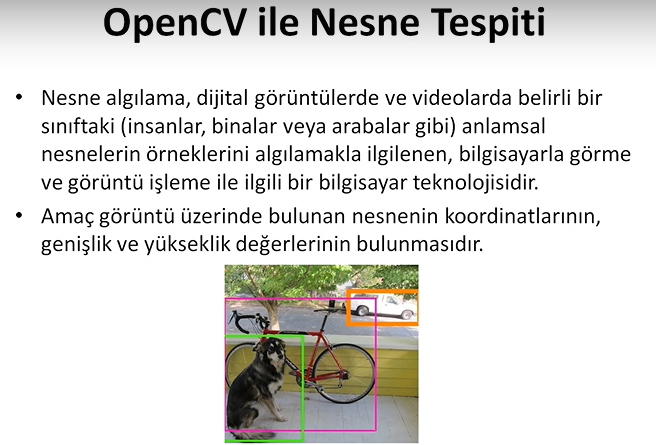 OpenCV ile Nesne Tespiti
• Nesne algılama, dijital görüntülerde ve videolarda belirli bir
sınıftaki (insanlar, binalar veya arabalar gibi) anlamsal
nesnelerin örneklerini algılamakla ilgilenen, bilgisayarla görme
ve görüntü işleme ile ilgili bir bilgisayar teknolojisidir.
• Amaç görüntü üzerinde bulunan nesnenin koordinatlarının,
genişlik ve yükseklik değerlerinin bulunmasıdır.